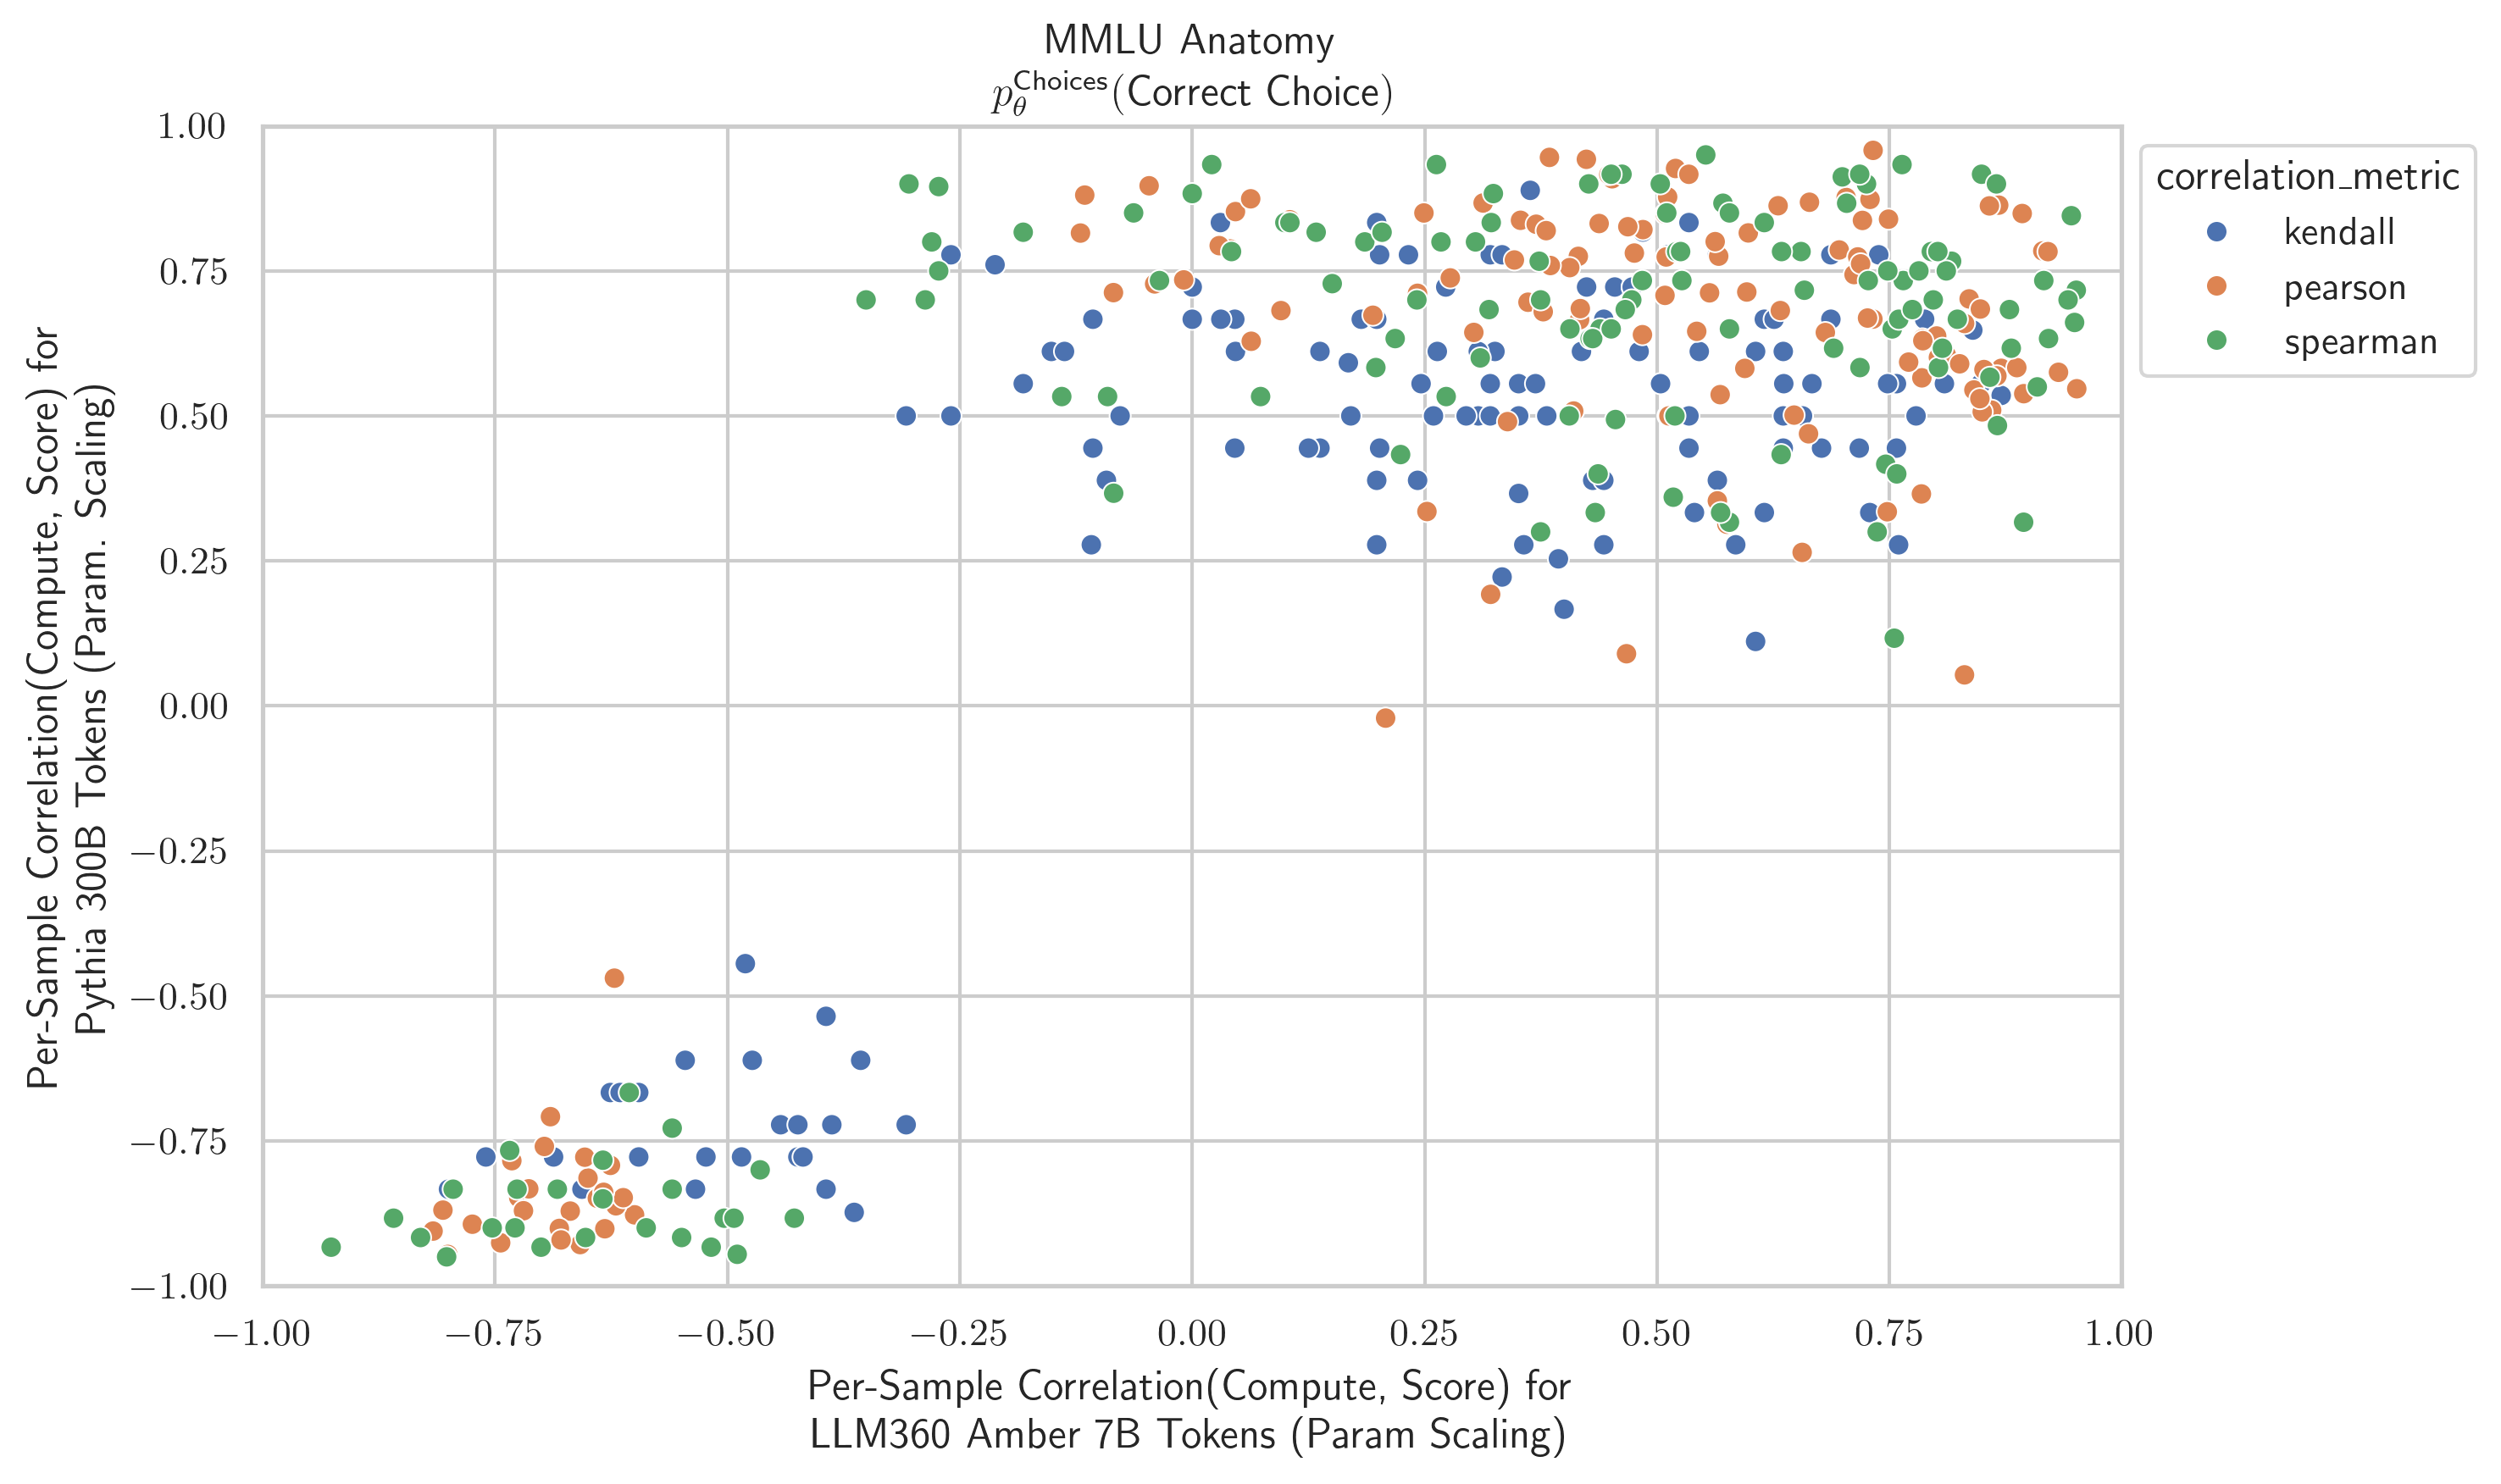 MMLU Anatomy
p_θ^Choices(Correct Choice)
Per-Sample Correlation(Compute, Score) for
Pythia 300B Tokens (Param. Scaling)
1.00
0.75
0.50
0.25
0.00
−0.25
−0.50
−0.75
−1.00
correlation_metric
kendall
pearson
spearman
−1.00 −0.75 −0.50 −0.25 0.00 0.25 0.50 0.75 1.00
Per-Sample Correlation(Compute, Score) for
LLM360 Amber 7B Tokens (Param Scaling)